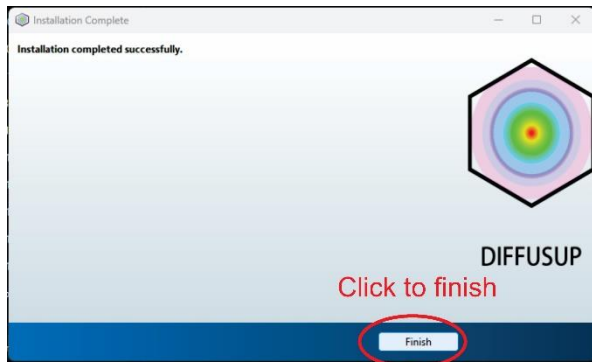 Installation Complete
Installation completed successfully.
DIFFUSUP
Click to finish
Finish